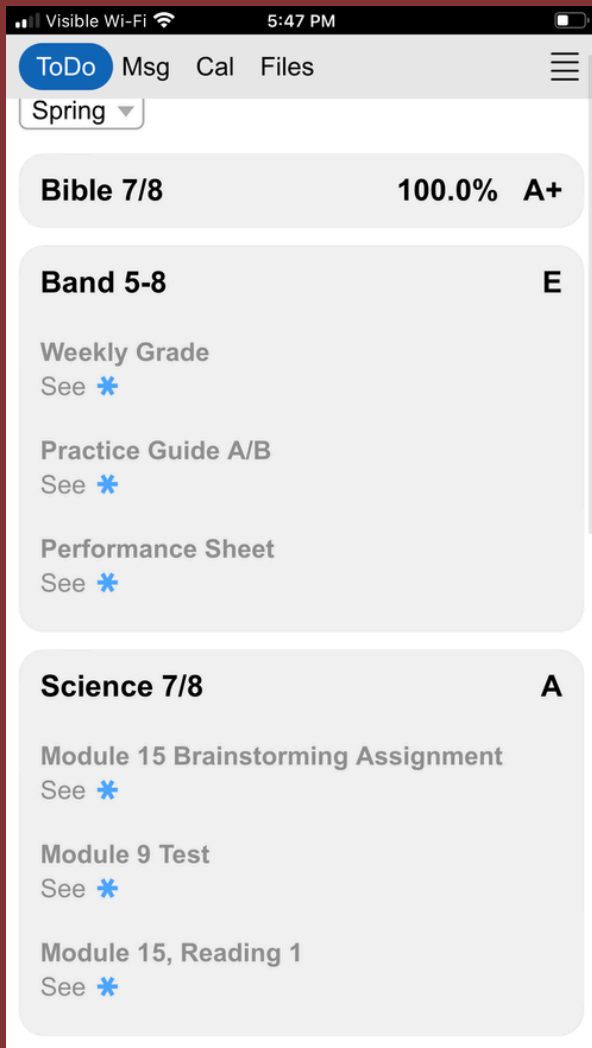 Visible Wi-Fi 5:47 PM
ToDo Msg Cal Files
Spring
Bible 7/8 100.0% A+
Band 5-8 E
Weekly Grade
See *
Practice Guide A/B
See *
Performance Sheet
See *
Science 7/8 A
Module 15 Brainstorming Assignment
See *
Module 9 Test
See *
Module 15, Reading 1
See *